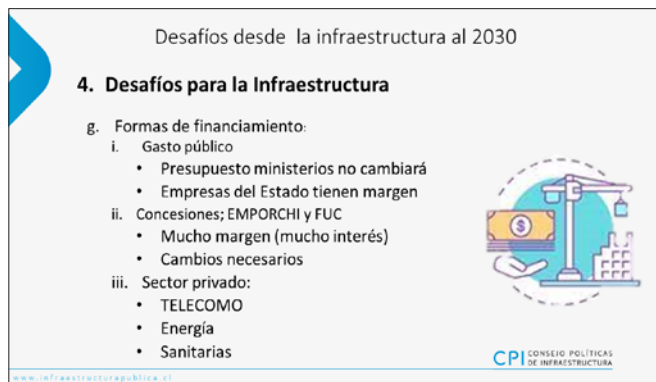 Desafíos desde la infraestructura al 2030
4. Desafíos para la Infraestructura
g. Formas de financiamiento:
i. Gasto público
• Presupuesto ministerios no cambiará
• Empresas del Estado tienen margen
ii. Concesiones; EMPORCHI y FUC
• Mucho margen (mucho interés)
• Cambios necesarios
iii. Sector privado:
• TELECOMO
• Energía
• Sanitarias
$
CPI CONSEJO POLÍTICAS
DE INFRAESTRUCTURA
www.infraestructurapublica.cl